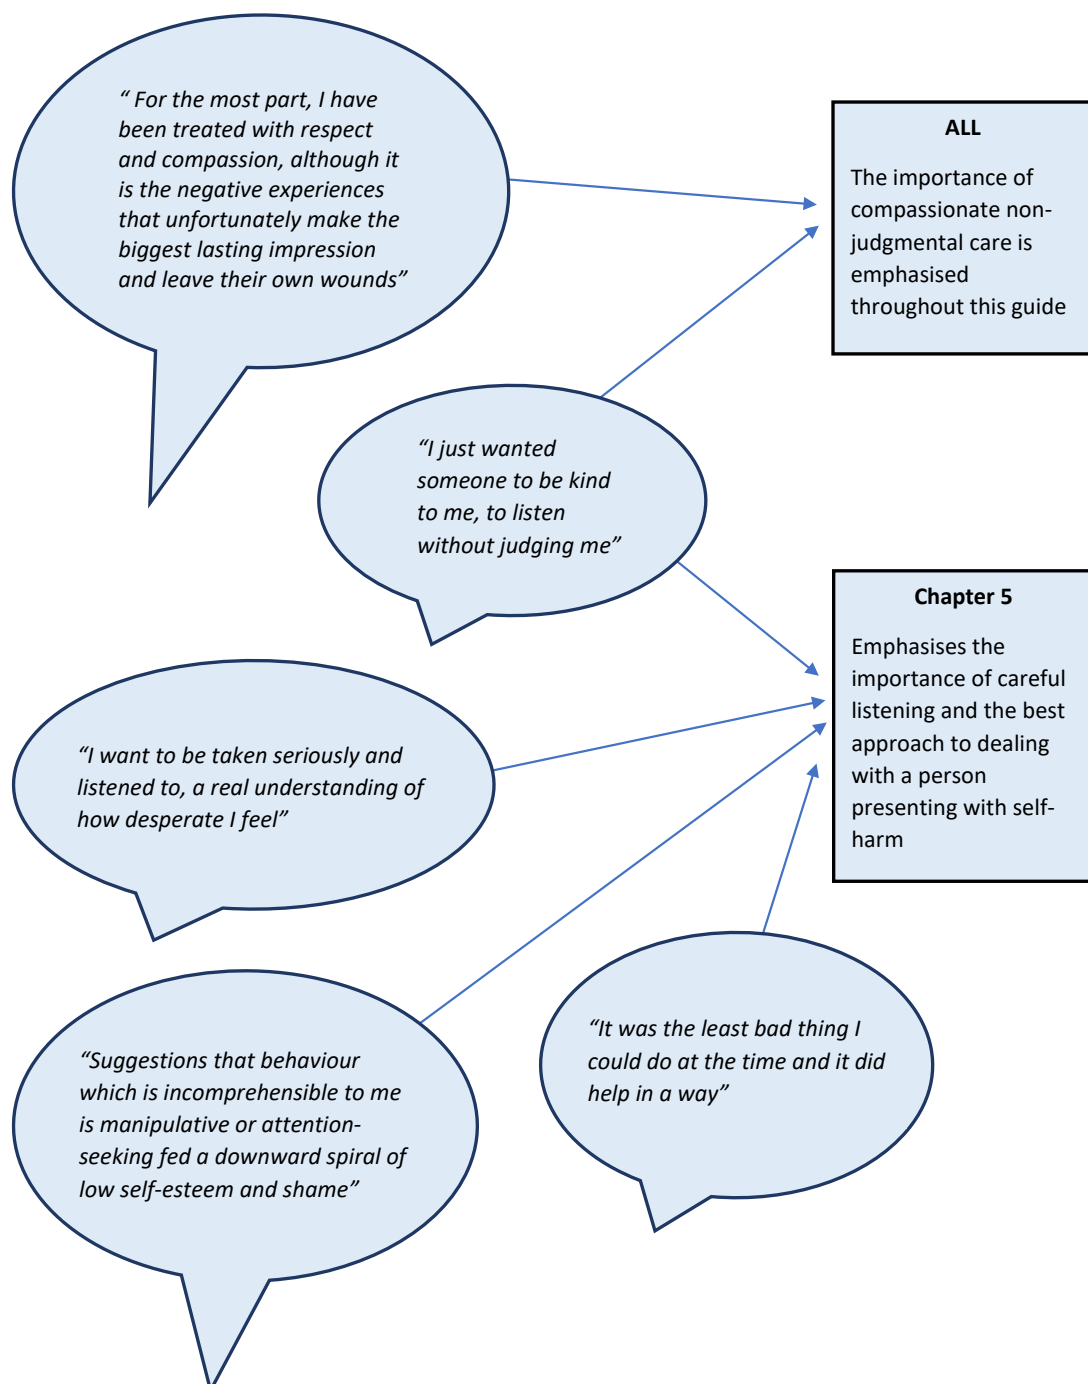 “ For the most part, I have
been treated with respect
and compassion, although it
is the negative experiences
that unfortunately make the
biggest lasting impression
and leave their own wounds”
ALL
The importance of
compassionate non-
judgmental care is
emphasised
throughout this guide
“I just wanted
someone to be kind
to me, to listen
without judging me”
Chapter 5
Emphasises the
importance of careful
listening and the best
approach to dealing
with a person
presenting with self-
harm
“I want to be taken seriously and
listened to, a real understanding of
how desperate I feel”
“Suggestions that behaviour
which is incomprehensible to me
is manipulative or attention-
seeking fed a downward spiral of
low self-esteem and shame”
“It was the least bad thing I
could do at the time and it did
help in a way”